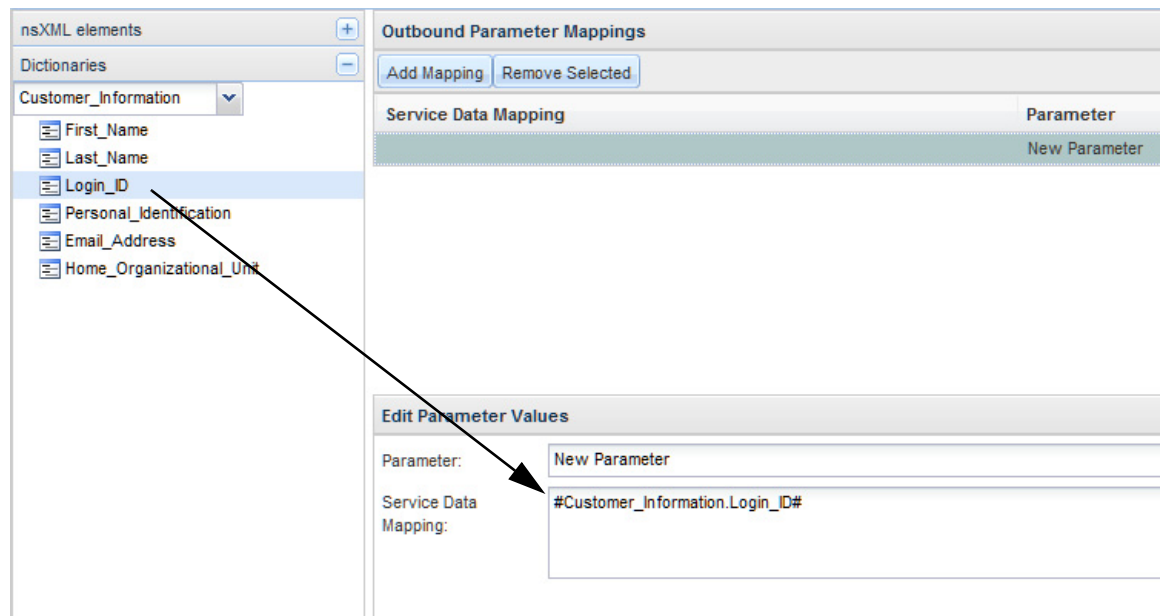 nsXML elements
Dictionaries
Customer_Information
First_Name
Last_Name
Login_ID
Personal_Identification
Email_Address
Home_Organizational_Unit
Outbound Parameter Mappings
Add Mapping Remove Selected
Service Data Mapping Parameter
New Parameter
Edit Parameter Values
Parameter: New Parameter
Service Data #Customer_Information.Login_ID#
Mapping: